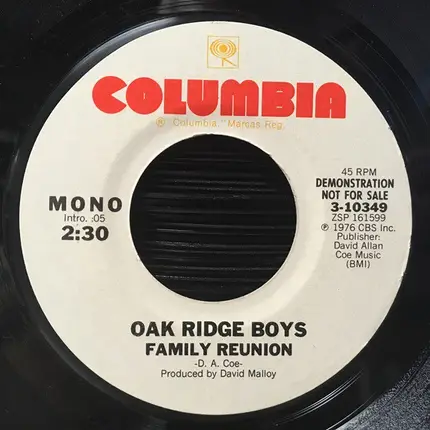 COLUMBIA
® Columbia," Marcas Reg.
MONO
Intro. :05
2:30
45 RPM
DEMONSTRATION
NOT FOR SALE
3-10349
ZSP 161599
℗ 1976 CBS Inc.
Publisher:
David Allan
Coe Music
(BMI)
OAK RIDGE BOYS
FAMILY REUNION
-D. A. Coe-
Produced by David Malloy